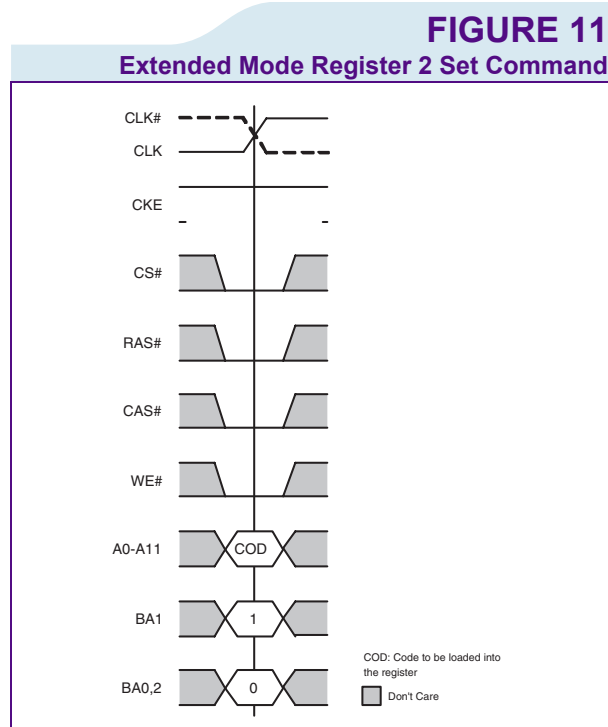 FIGURE 11
Extended Mode Register 2 Set Command
CLK#
CLK
CKE
CS#
RAS#
CAS#
WE#
A0-A11
COD
BA1
1
BA0,2
0
COD: Code to be loaded into
the register
Don't Care